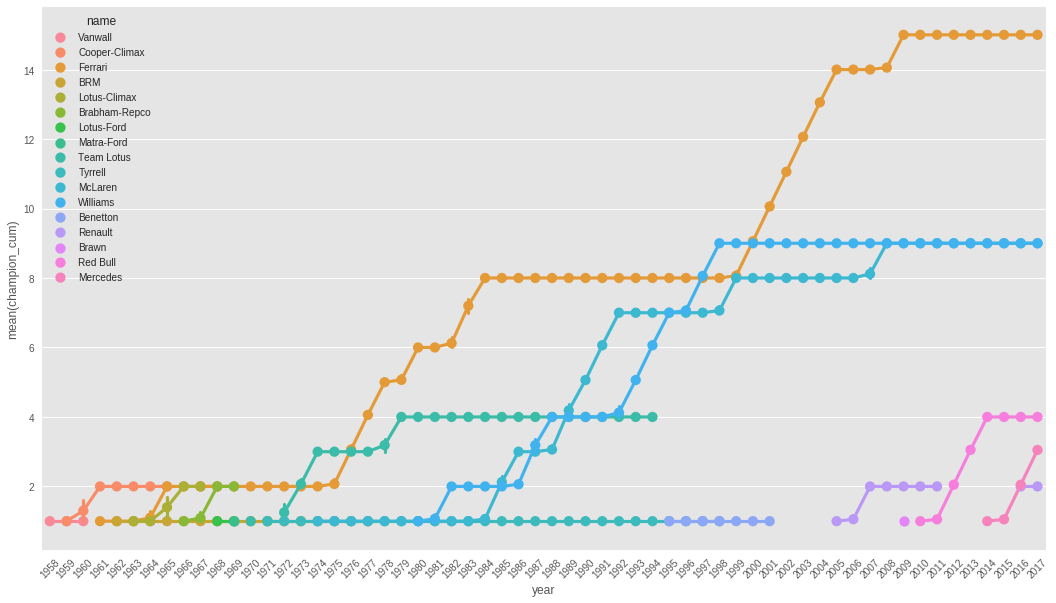 name
Vanwall
Cooper-Climax
Ferrari
BRM
Lotus-Climax
Brabham-Repco
Lotus-Ford
Matra-Ford
Team Lotus
Tyrrell
McLaren
Williams
Benetton
Renault
Brawn
Red Bull
Mercedes
14
12
10
8
6
4
2
mean(champion_cum)
1958 1959 1960 1961 1962 1963 1964 1965 1966 1967 1968 1969 1970 1971 1972 1973 1974 1975 1976 1977 1978 1979 1980 1981 1982 1983 1984 1985 1986 1987 1988 1989 1990 1991 1992 1993 1994 1995 1996 1997 1998 1999 2000 2001 2002 2003 2004 2005 2006 2007 2008 2009 2010 2011 2012 2013 2014 2015 2016 2017
year